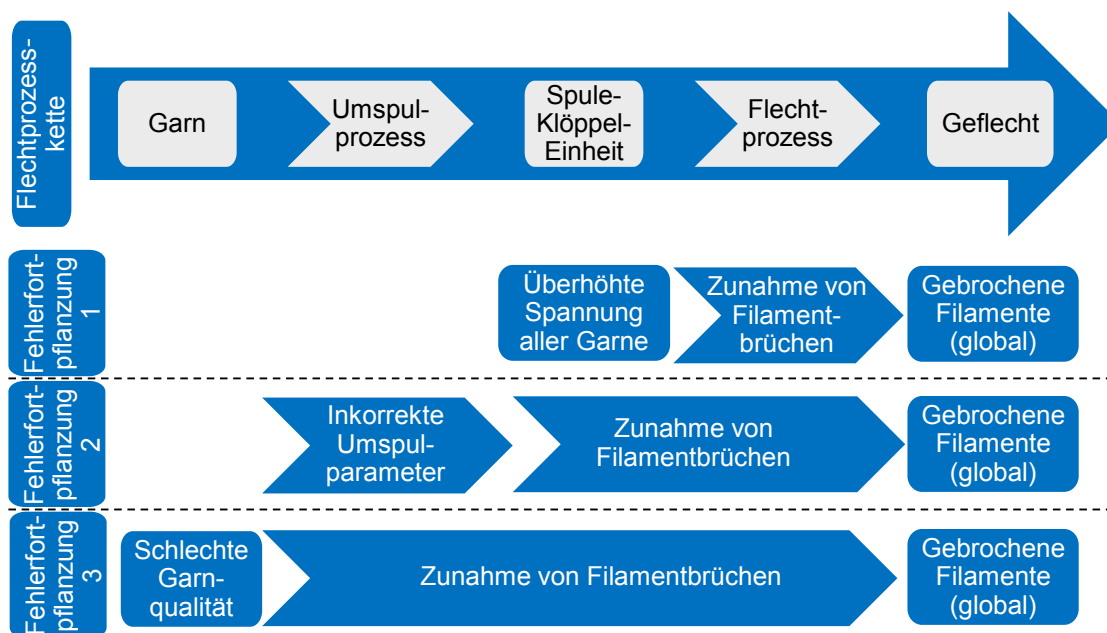 Flechtprozess-
kette
Garn
Umspul-
prozess
Spule-
Klöppel-
Einheit
Flecht-
prozess
Geflecht
Fehlerfort-
pflanzung
1
Überhöhte
Spannung
aller Garne
Zunahme von
Filament-
brüchen
Gebrochene
Filamente
(global)
Fehlerfort-
pflanzung
2
Inkorrekte
Umspul-
parameter
Zunahme von
Filamentbrüchen
Gebrochene
Filamente
(global)
Fehlerfort-
pflanzung
3
Schlechte
Garn-
qualität
Zunahme von Filamentbrüchen
Gebrochene
Filamente
(global)